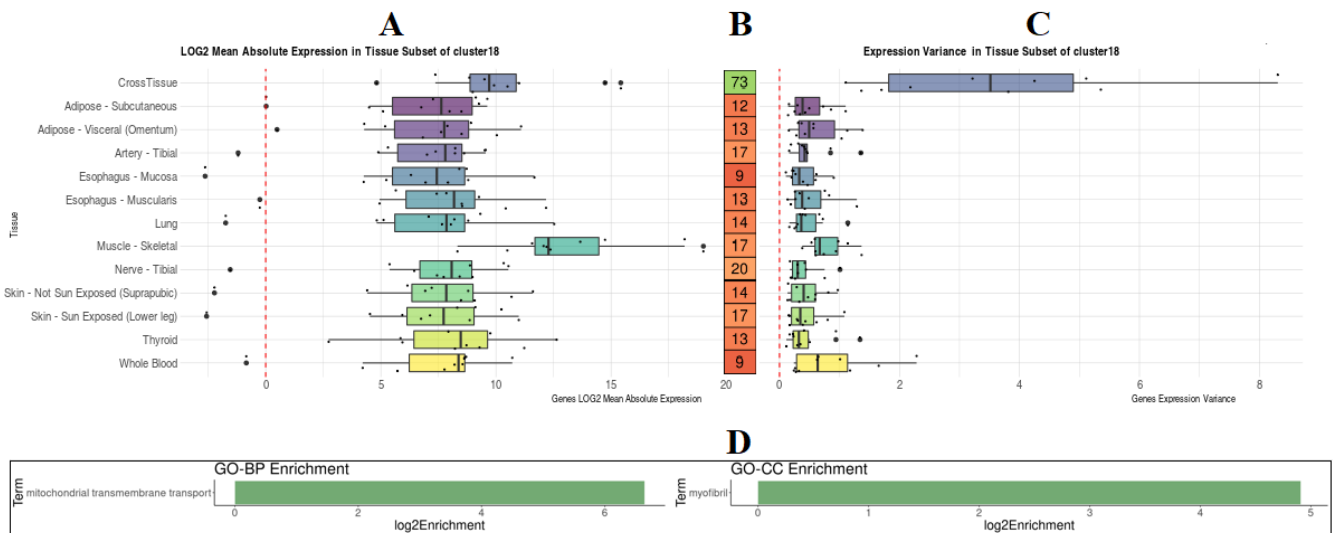 A
B
C
LOG2 Mean Absolute Expression in Tissue Subset of cluster18
Expression Variance in Tissue Subset of cluster18
Tissue
CrossTissue
73
Adipose - Subcutaneous
12
Adipose - Visceral (Omentum)
13
Artery - Tibial
17
Esophagus - Mucosa
9
Esophagus - Muscularis
13
Lung
14
Muscle - Skeletal
17
Nerve - Tibial
20
Skin - Not Sun Exposed (Suprapubic)
14
Skin - Sun Exposed (Lower leg)
17
Thyroid
13
Whole Blood
9
0 5 10 15 20
0 2 4 6 8
Genes LOG2 Mean Absolute Expression
Genes Expression Variance
D
GO-BP Enrichment
Term
mitochondrial transmembrane transport
0 2 4 6
log2Enrichment
GO-CC Enrichment
Term
myofibril
0 1 2 3 4 5
log2Enrichment